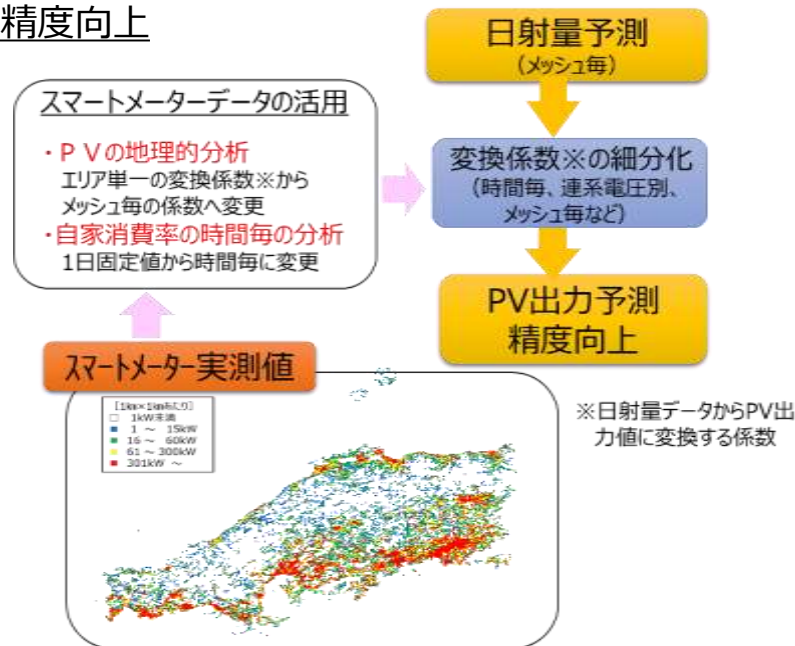 精度向上
日射量予測
(メッシュ毎)
スマートメーターデータの活用
・PVの地理的分析
エリア単一の変換係数※から
メッシュ毎の係数へ変更
・自家消費率の時間毎の分析
1日固定値から時間毎に変更
変換係数※の細分化
(時間毎、連系電圧別、
メッシュ毎など)
PV出力予測
精度向上
スマートメーター実測値
[1km×1kmあたり]
1kW未満
1 ~ 15kW
16 ~ 60kW
61 ~ 300kW
301kW ~
※日射量データからPV出
力値に変換する係数